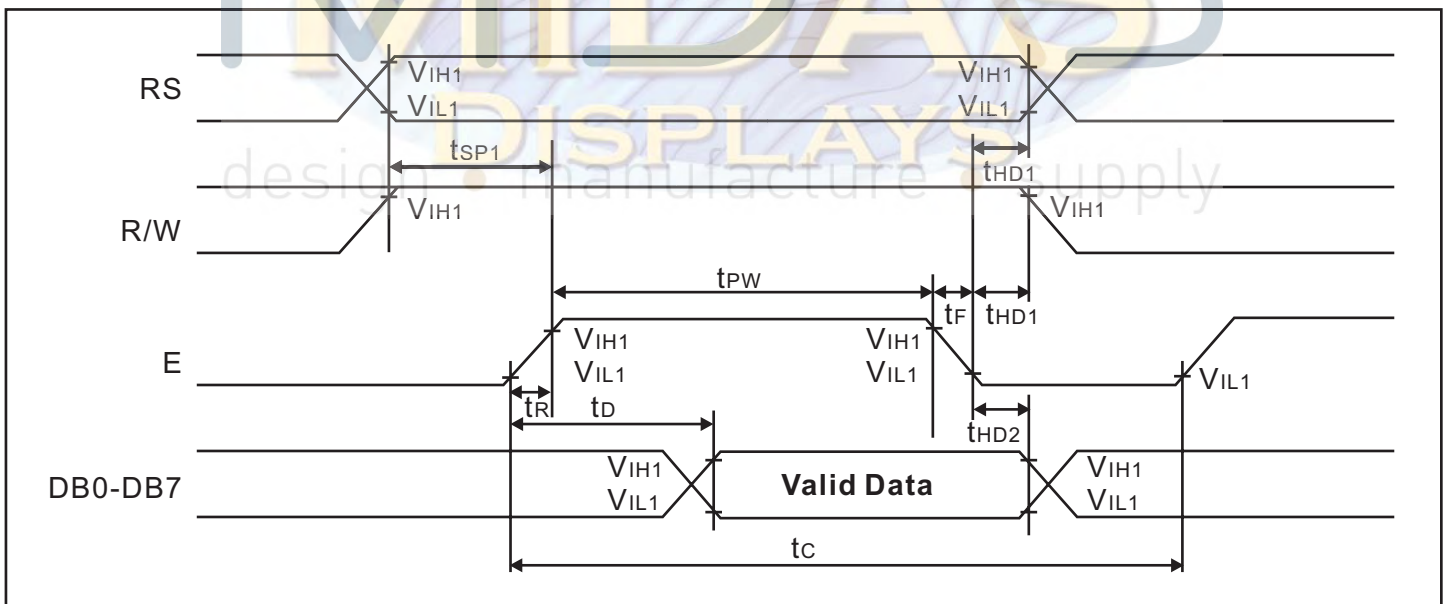 MIDAS
DISPLAYS
design • manufacture • supply
RS
VIH1
VIL1
VIH1
VIL1
tSP1
tHD1
R/W
VIH1
VIH1
tPW
tF
tHD1
E
VIH1
VIL1
VIH1
VIL1
VIL1
tR
tD
tHD2
DB0-DB7
VIH1
VIL1
Valid Data
VIH1
VIL1
tC